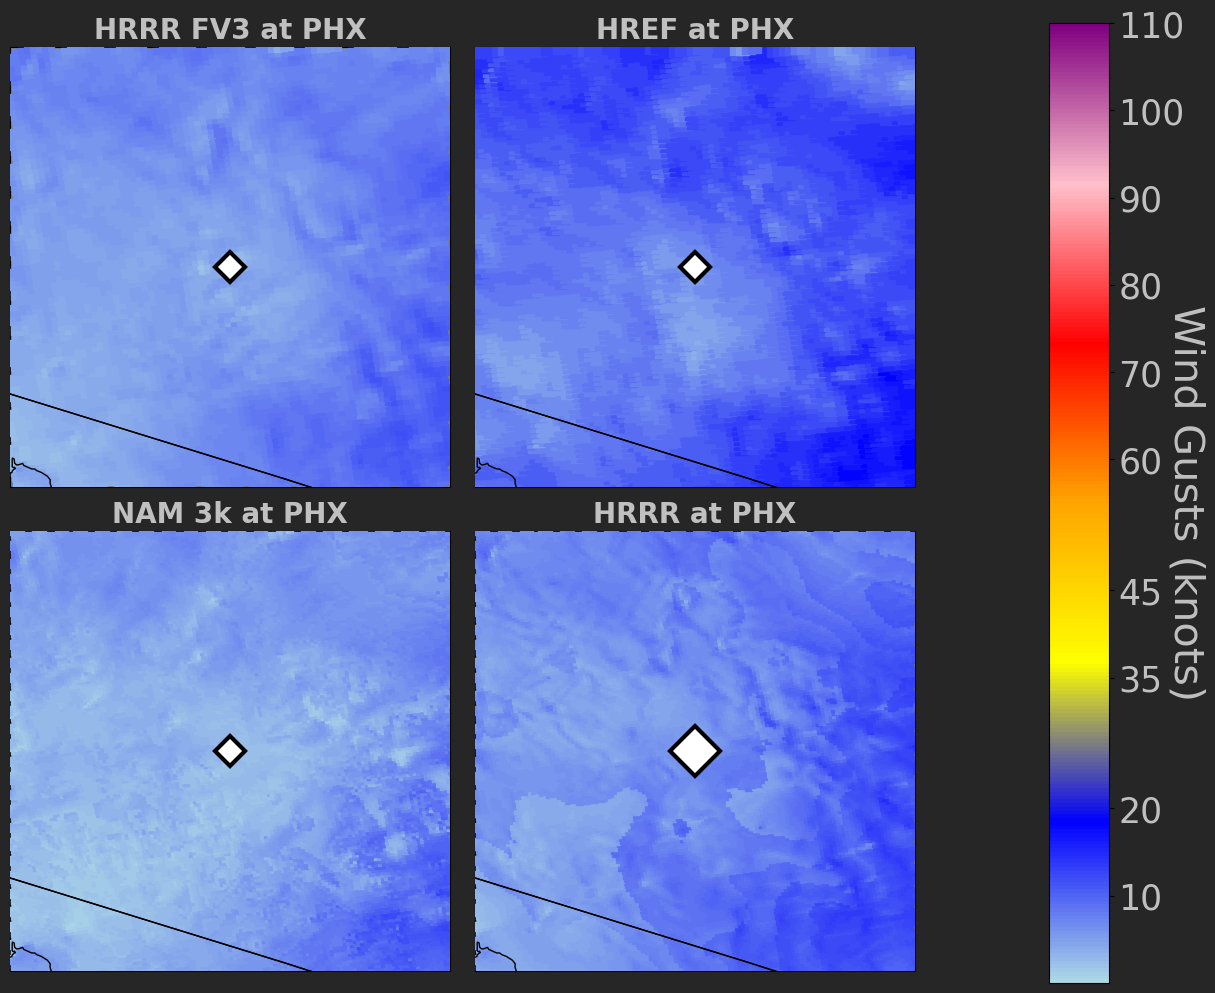 HRRR FV3 at PHX
HREF at PHX
NAM 3k at PHX
HRRR at PHX
110
100
90
80
70
60
45
35
20
10
Wind Gusts (knots)